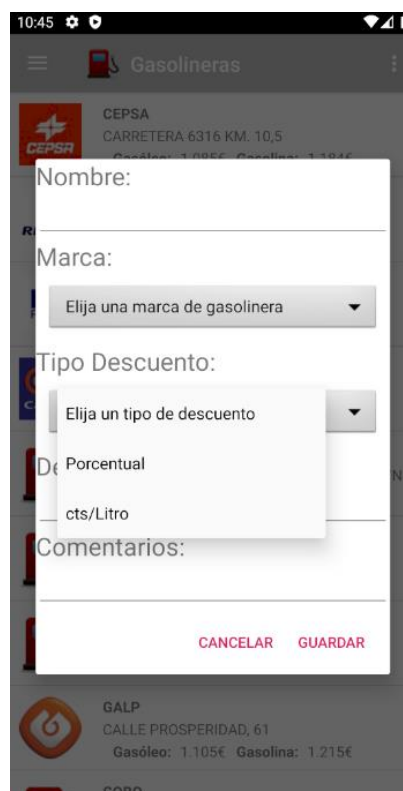 10:45
Gasolineras
CEPSA
CARRETERA 6316 KM. 10,5
CEPSA
Nombre:
Marca:
Elija una marca de gasolinera
Tipo Descuento:
Elija un tipo de descuento
Porcentual
cts/Litro
Comentarios:
CANCELAR GUARDAR
GALP
CALLE PROSPERIDAD, 61
Gasóleo: 1.105€ Gasolina: 1.215€